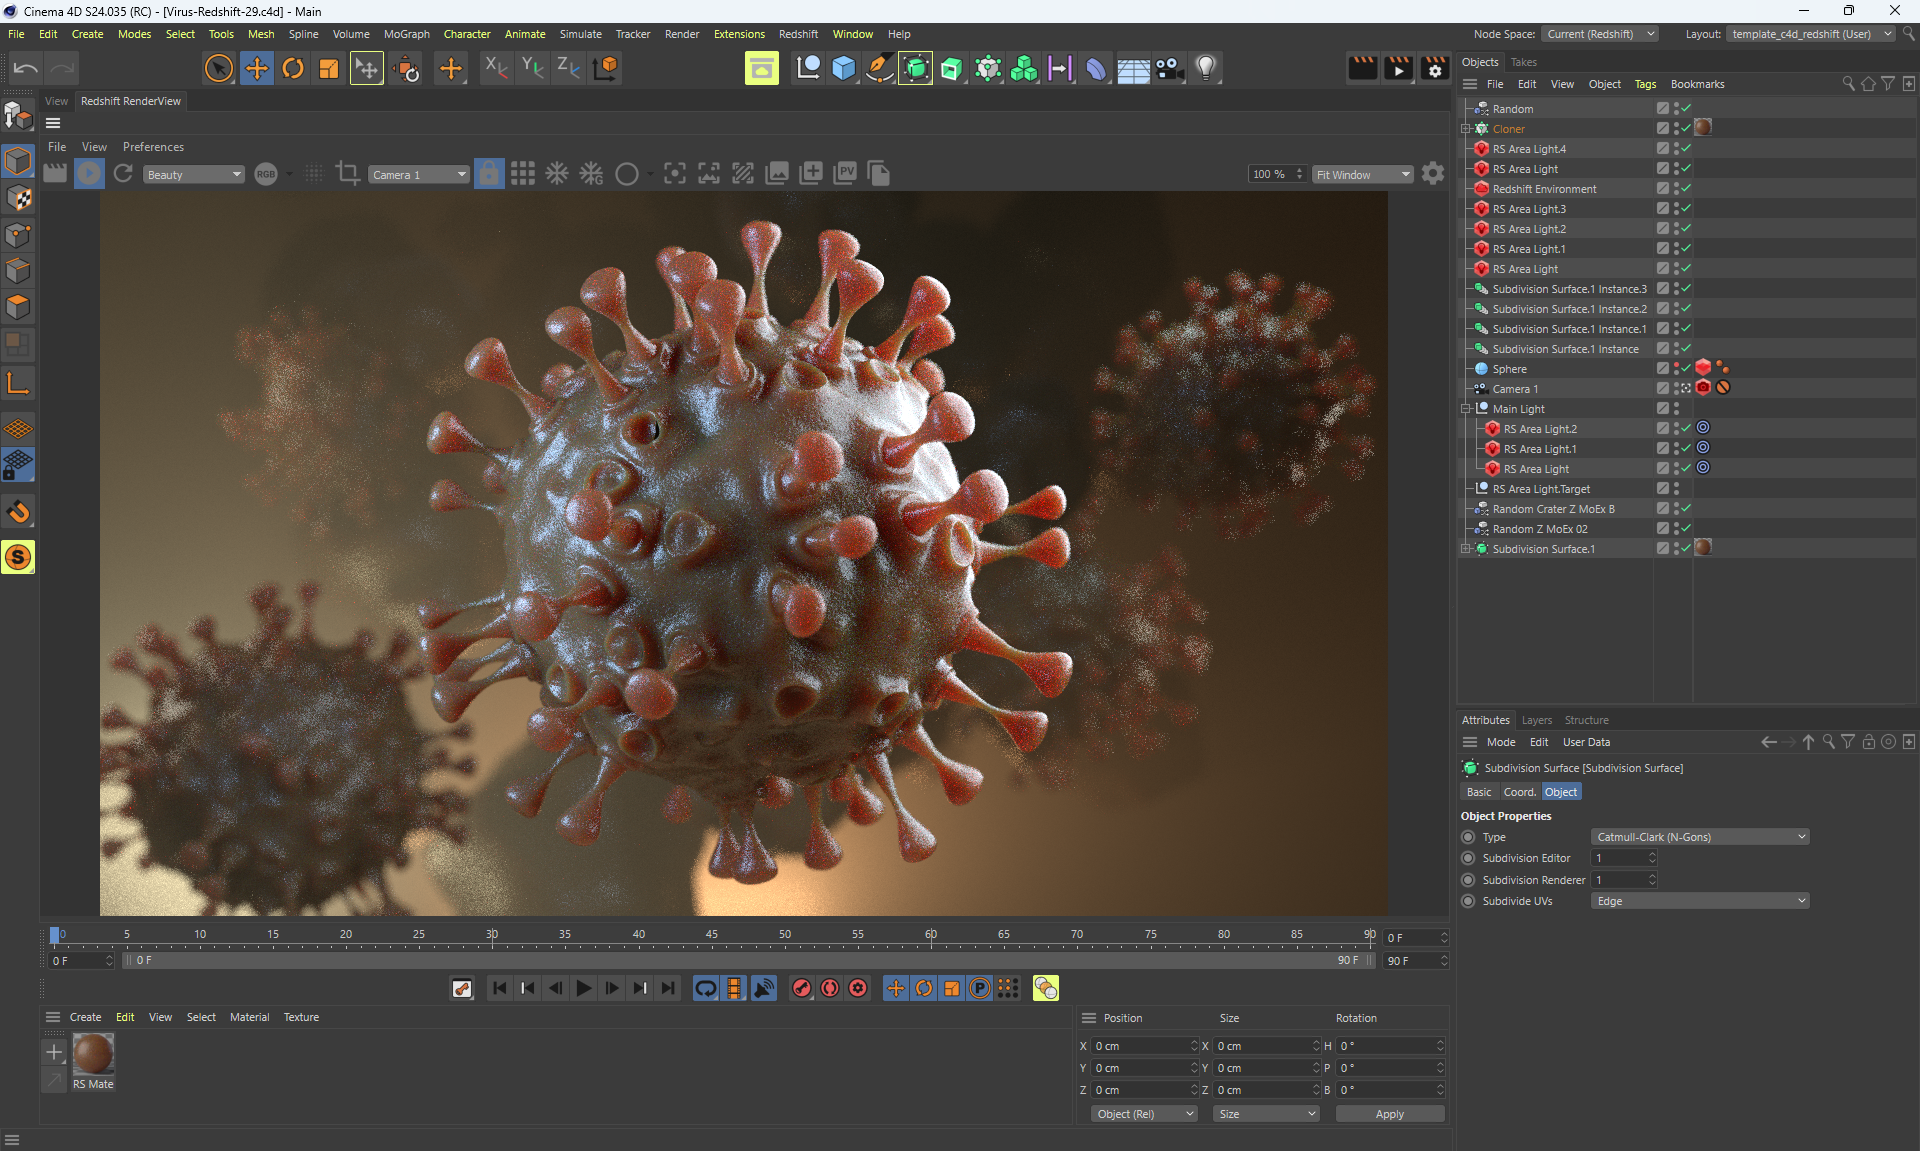 Cinema 4D S24.035 (RC) - [Virus-Redshift-29.c4d] - Main
File Edit Create Modes Select Tools Mesh Spline Volume MoGraph Character Animate Simulate Tracker Render Extensions Redshift Window Help
Node Space: Current (Redshift) Layout: template_c4d_redshift (User)
X Y Z
View Redshift RenderView
File View Preferences
Beauty RGB Camera 1 PV 100 % Fit Window
Objects Takes
File Edit View Object Tags Bookmarks
Random
Cloner
RS Area Light.4
RS Area Light
Redshift Environment
RS Area Light.3
RS Area Light.2
RS Area Light.1
RS Area Light
Subdivision Surface.1 Instance.3
Subdivision Surface.1 Instance.2
Subdivision Surface.1 Instance.1
Subdivision Surface.1 Instance
Sphere
Camera 1
Main Light
RS Area Light.2
RS Area Light.1
RS Area Light
RS Area Light.Target
Random Crater Z MoEx B
Random Z MoEx 02
Subdivision Surface.1
S
Attributes Layers Structure
Mode Edit User Data
Subdivision Surface [Subdivision Surface]
Basic Coord. Object
Object Properties
Type Catmull-Clark (N-Gons)
Subdivision Editor 1
Subdivision Renderer 1
Subdivide UVs Edge
0 5 10 15 20 25 30 35 40 45 50 55 60 65 70 75 80 85 90 0 F
0 F 0 F 90 F 90 F
P
Create Edit View Select Material Texture
RS Mate
Position Size Rotation
X 0 cm X 0 cm H 0 °
Y 0 cm Y 0 cm P 0 °
Z 0 cm Z 0 cm B 0 °
Object (Rel) Size Apply